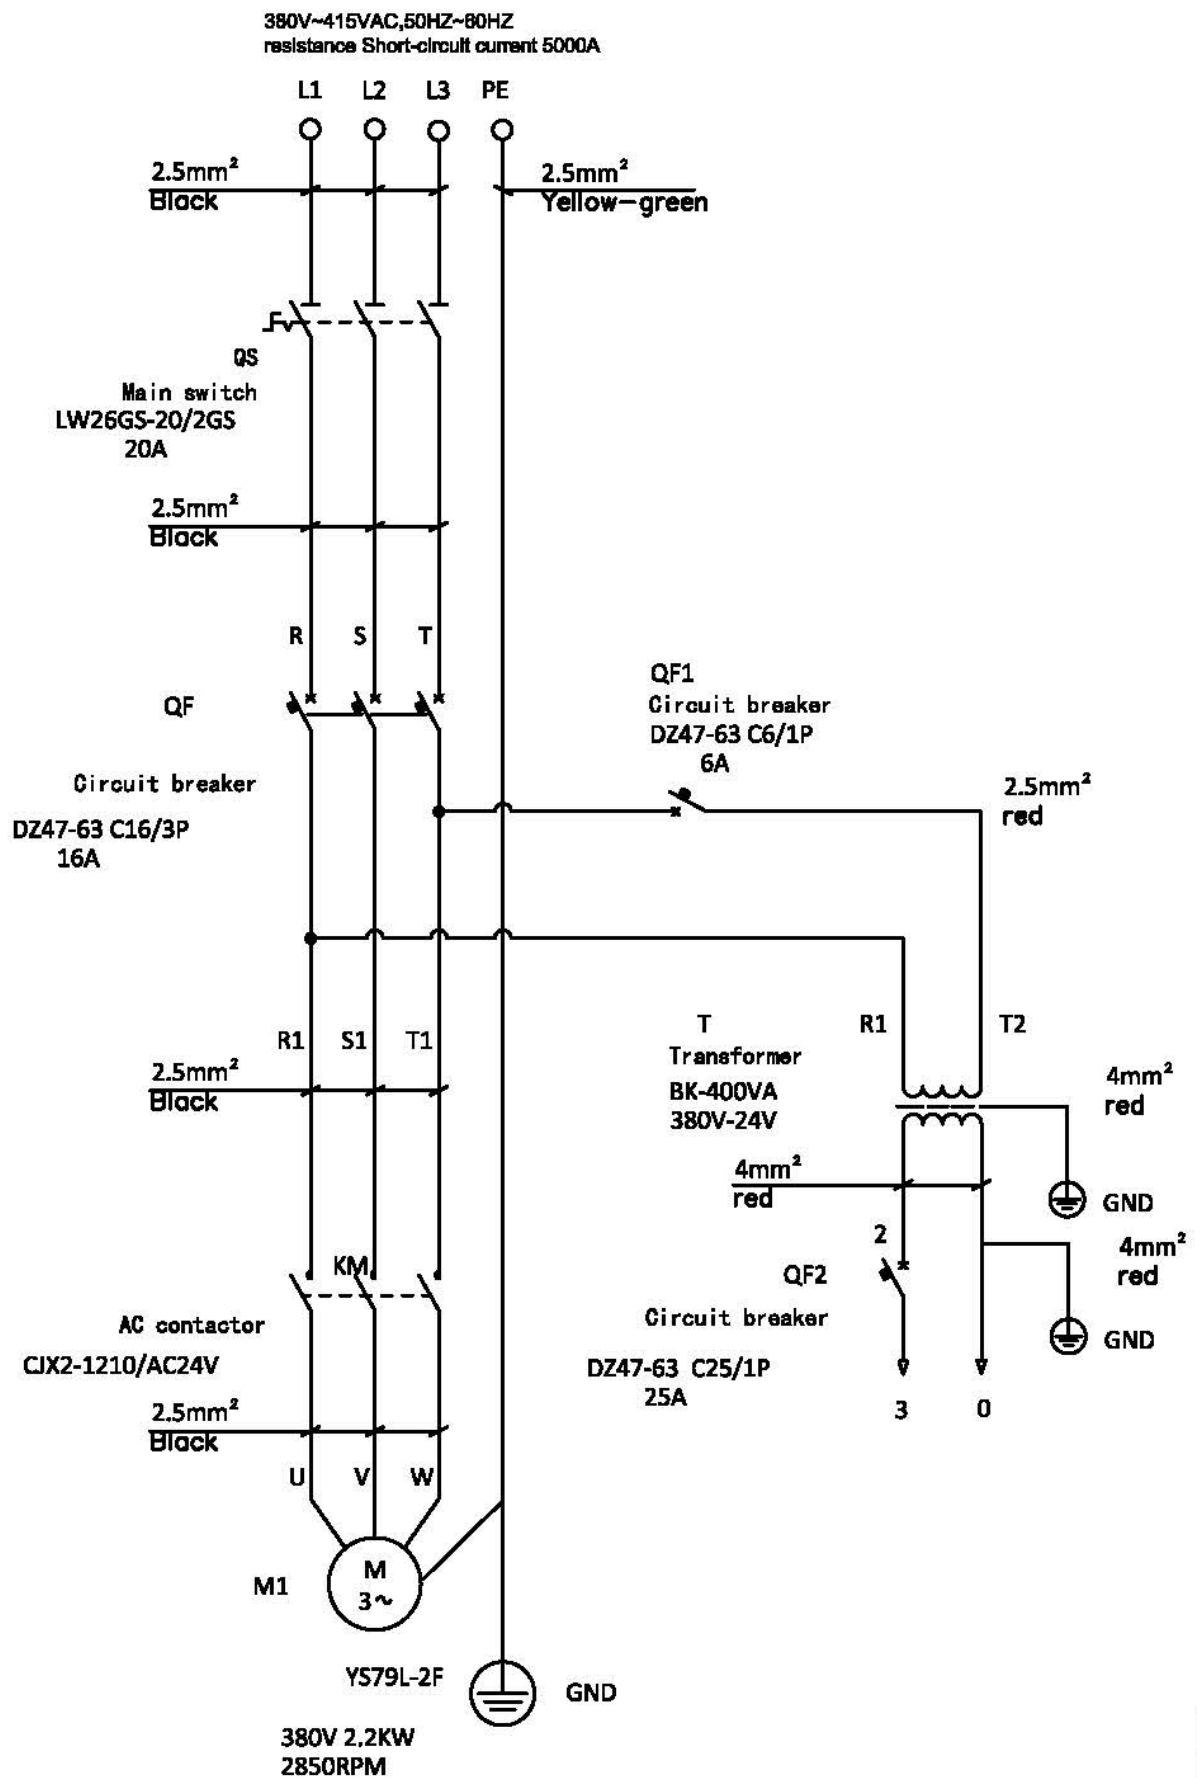 380V~415VAC,50HZ~60HZ
resistance Short-circuit current 5000A
L1 L2 L3 PE
2.5mm²
Black
2.5mm²
Yellow-green
QS
Main switch
LW26GS-20/2GS
20A
2.5mm²
Black
R S T
QF
Circuit breaker
DZ47-63 C16/3P
16A
QF1
Circuit breaker
DZ47-63 C6/1P
6A
2.5mm²
red
R1 S1 T1
2.5mm²
Black
T
Transformer
BK-400VA
380V-24V
R1 T2
4mm²
red
GND
4mm²
red
2
QF2
Circuit breaker
DZ47-63 C25/1P
25A
4mm²
red
GND
3 0
KM
AC contactor
CJX2-1210/AC24V
2.5mm²
Black
U V W
M1
M
3~
YS79L-2F
GND
380V 2,2KW
2850RPM